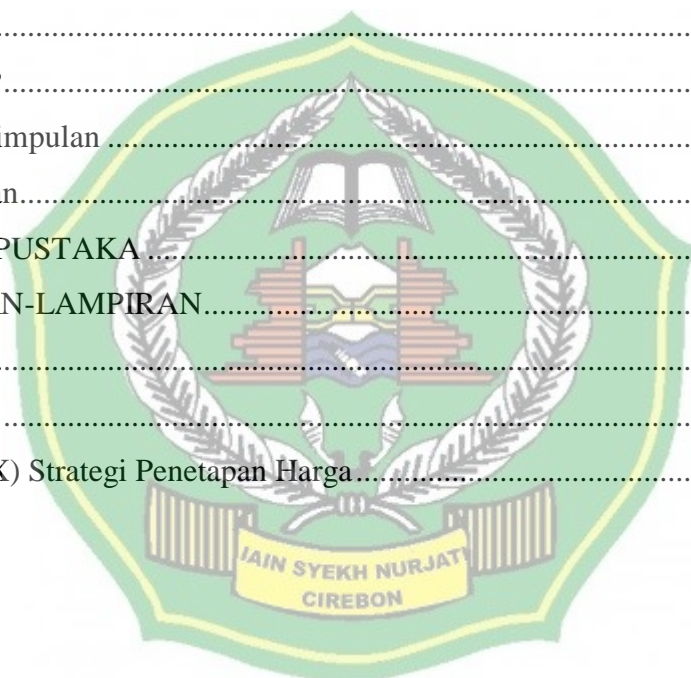 ................................................................................
................................................................................
impulan ................................................................................
an................................................................................
PUSTAKA ................................................................................
N-LAMPIRAN................................................................................
................................................................................
................................................................................
X) Strategi Penetapan Harga................................................................................
IAIN SYEKH NURJATI
CIREBON